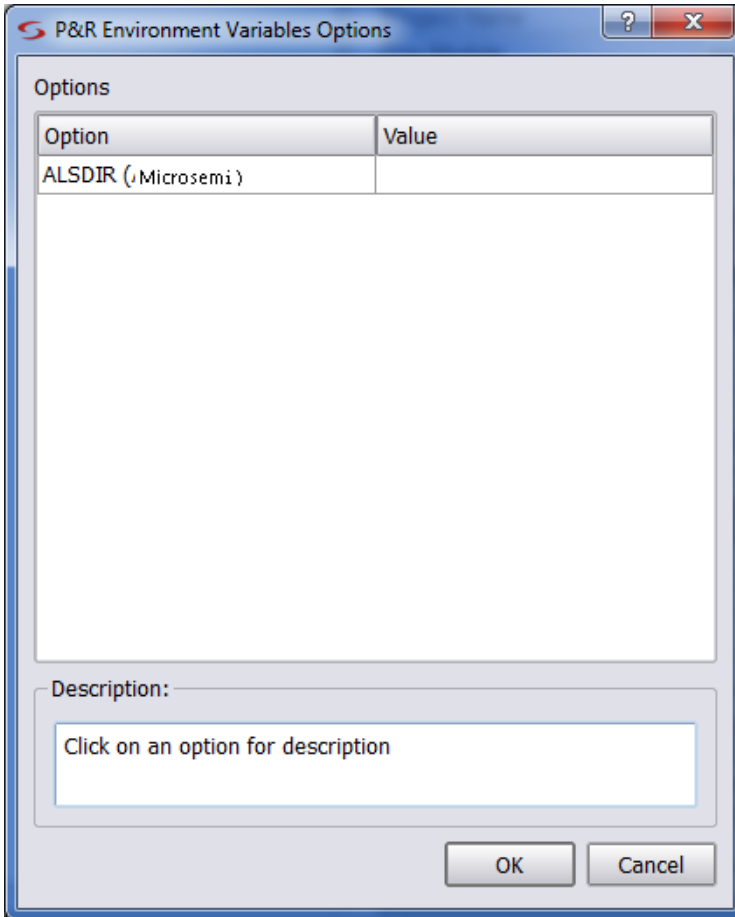 P&R Environment Variables Options
Options
Option Value
ALSDIR (Microsemi)
Description:
Click on an option for description
OK Cancel